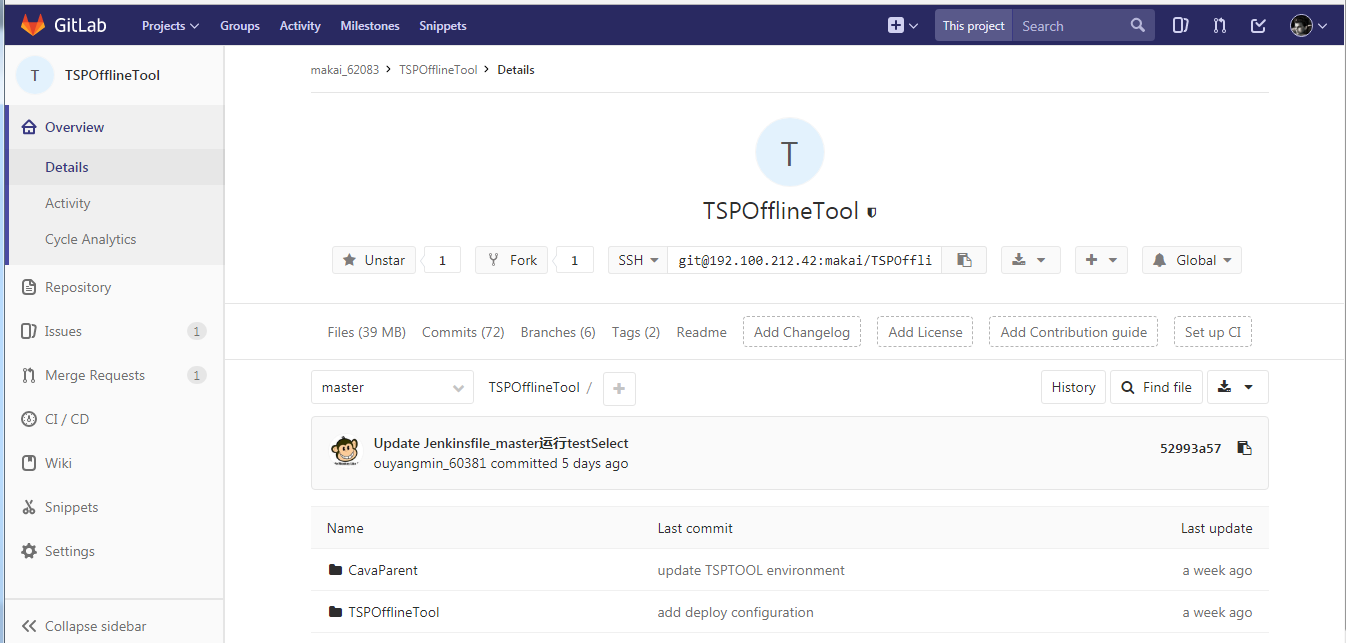 GitLab Projects Groups Activity Milestones Snippets This project Search
T TSPOfflineTool
Overview
Details
Activity
Cycle Analytics
Repository
Issues 1
Merge Requests 1
CI / CD
Wiki
Snippets
Settings
Collapse sidebar
makai_62083 > TSPOfflineTool > Details
T
TSPOfflineTool
Unstar 1 Fork 1 SSH git@192.100.212.42:makai/TSPOffli Global
Files (39 MB) Commits (72) Branches (6) Tags (2) Readme Add Changelog Add License Add Contribution guide Set up CI
master TSPOfflineTool / + History Find file
Update Jenkinsfile_master运行testSelect
ouyangmin_60381 committed 5 days ago
52993a57
Name Last commit Last update
CavaParent update TSPTOOL environment a week ago
TSPOfflineTool add deploy configuration a week ago